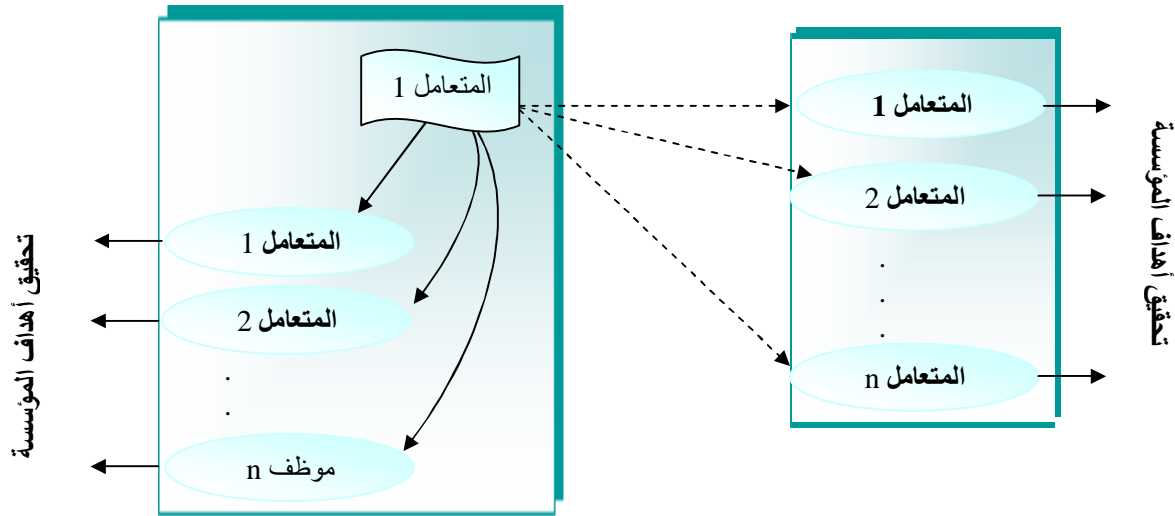 المتعامل 1
المتعامل 1
المتعامل 2
.
.
.
المتعامل n
تحقيق أهداف المؤسسة
المتعامل 1
المتعامل 2
.
.
موظف n
تحقيق أهداف المؤسسة